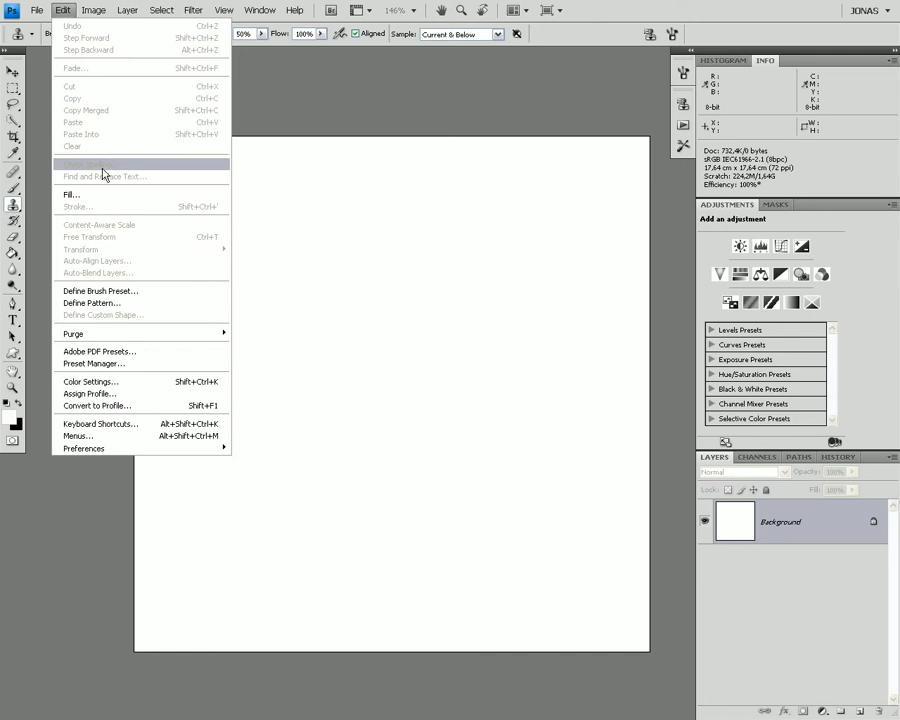 Ps File Edit Image Layer Select Filter View Window Help Br 146% JONAS
50% Flow: 100% Aligned Sample: Current & Below
Undo Ctrl+Z
Step Forward Shift+Ctrl+Z
Step Backward Alt+Ctrl+Z
Fade... Shift+Ctrl+F
Cut Ctrl+X
Copy Ctrl+C
Copy Merged Shift+Ctrl+C
Paste Ctrl+V
Paste Into Shift+Ctrl+V
Clear
Find and Replace Text...
Fill...
Stroke... Shift+Ctrl+'
Content-Aware Scale
Free Transform Ctrl+T
Transform
Auto-Align Layers...
Auto-Blend Layers...
Define Brush Preset...
Define Pattern...
Define Custom Shape...
Purge
Adobe PDF Presets...
Preset Manager...
Color Settings... Shift+Ctrl+K
Assign Profile...
Convert to Profile... Shift+F1
Keyboard Shortcuts... Alt+Shift+Ctrl+K
Menus... Alt+Shift+Ctrl+M
Preferences
T
HISTOGRAM INFO
R: C:
G: M:
B: Y:
K:
8-bit 8-bit
X: W:
Y: H:
Doc: 732,4K/0 bytes
sRGB IEC61966-2.1 (8bpc)
17,64 cm x 17,64 cm (72 ppi)
Scratch: 224,2M/1,64G
Efficiency: 100%*
ADJUSTMENTS MASKS
Add an adjustment
Levels Presets
Curves Presets
Exposure Presets
Hue/Saturation Presets
Black & White Presets
Channel Mixer Presets
Selective Color Presets
LAYERS CHANNELS PATHS HISTORY
Normal Opacity: 100%
Lock: Fill: 100%
Background
fx